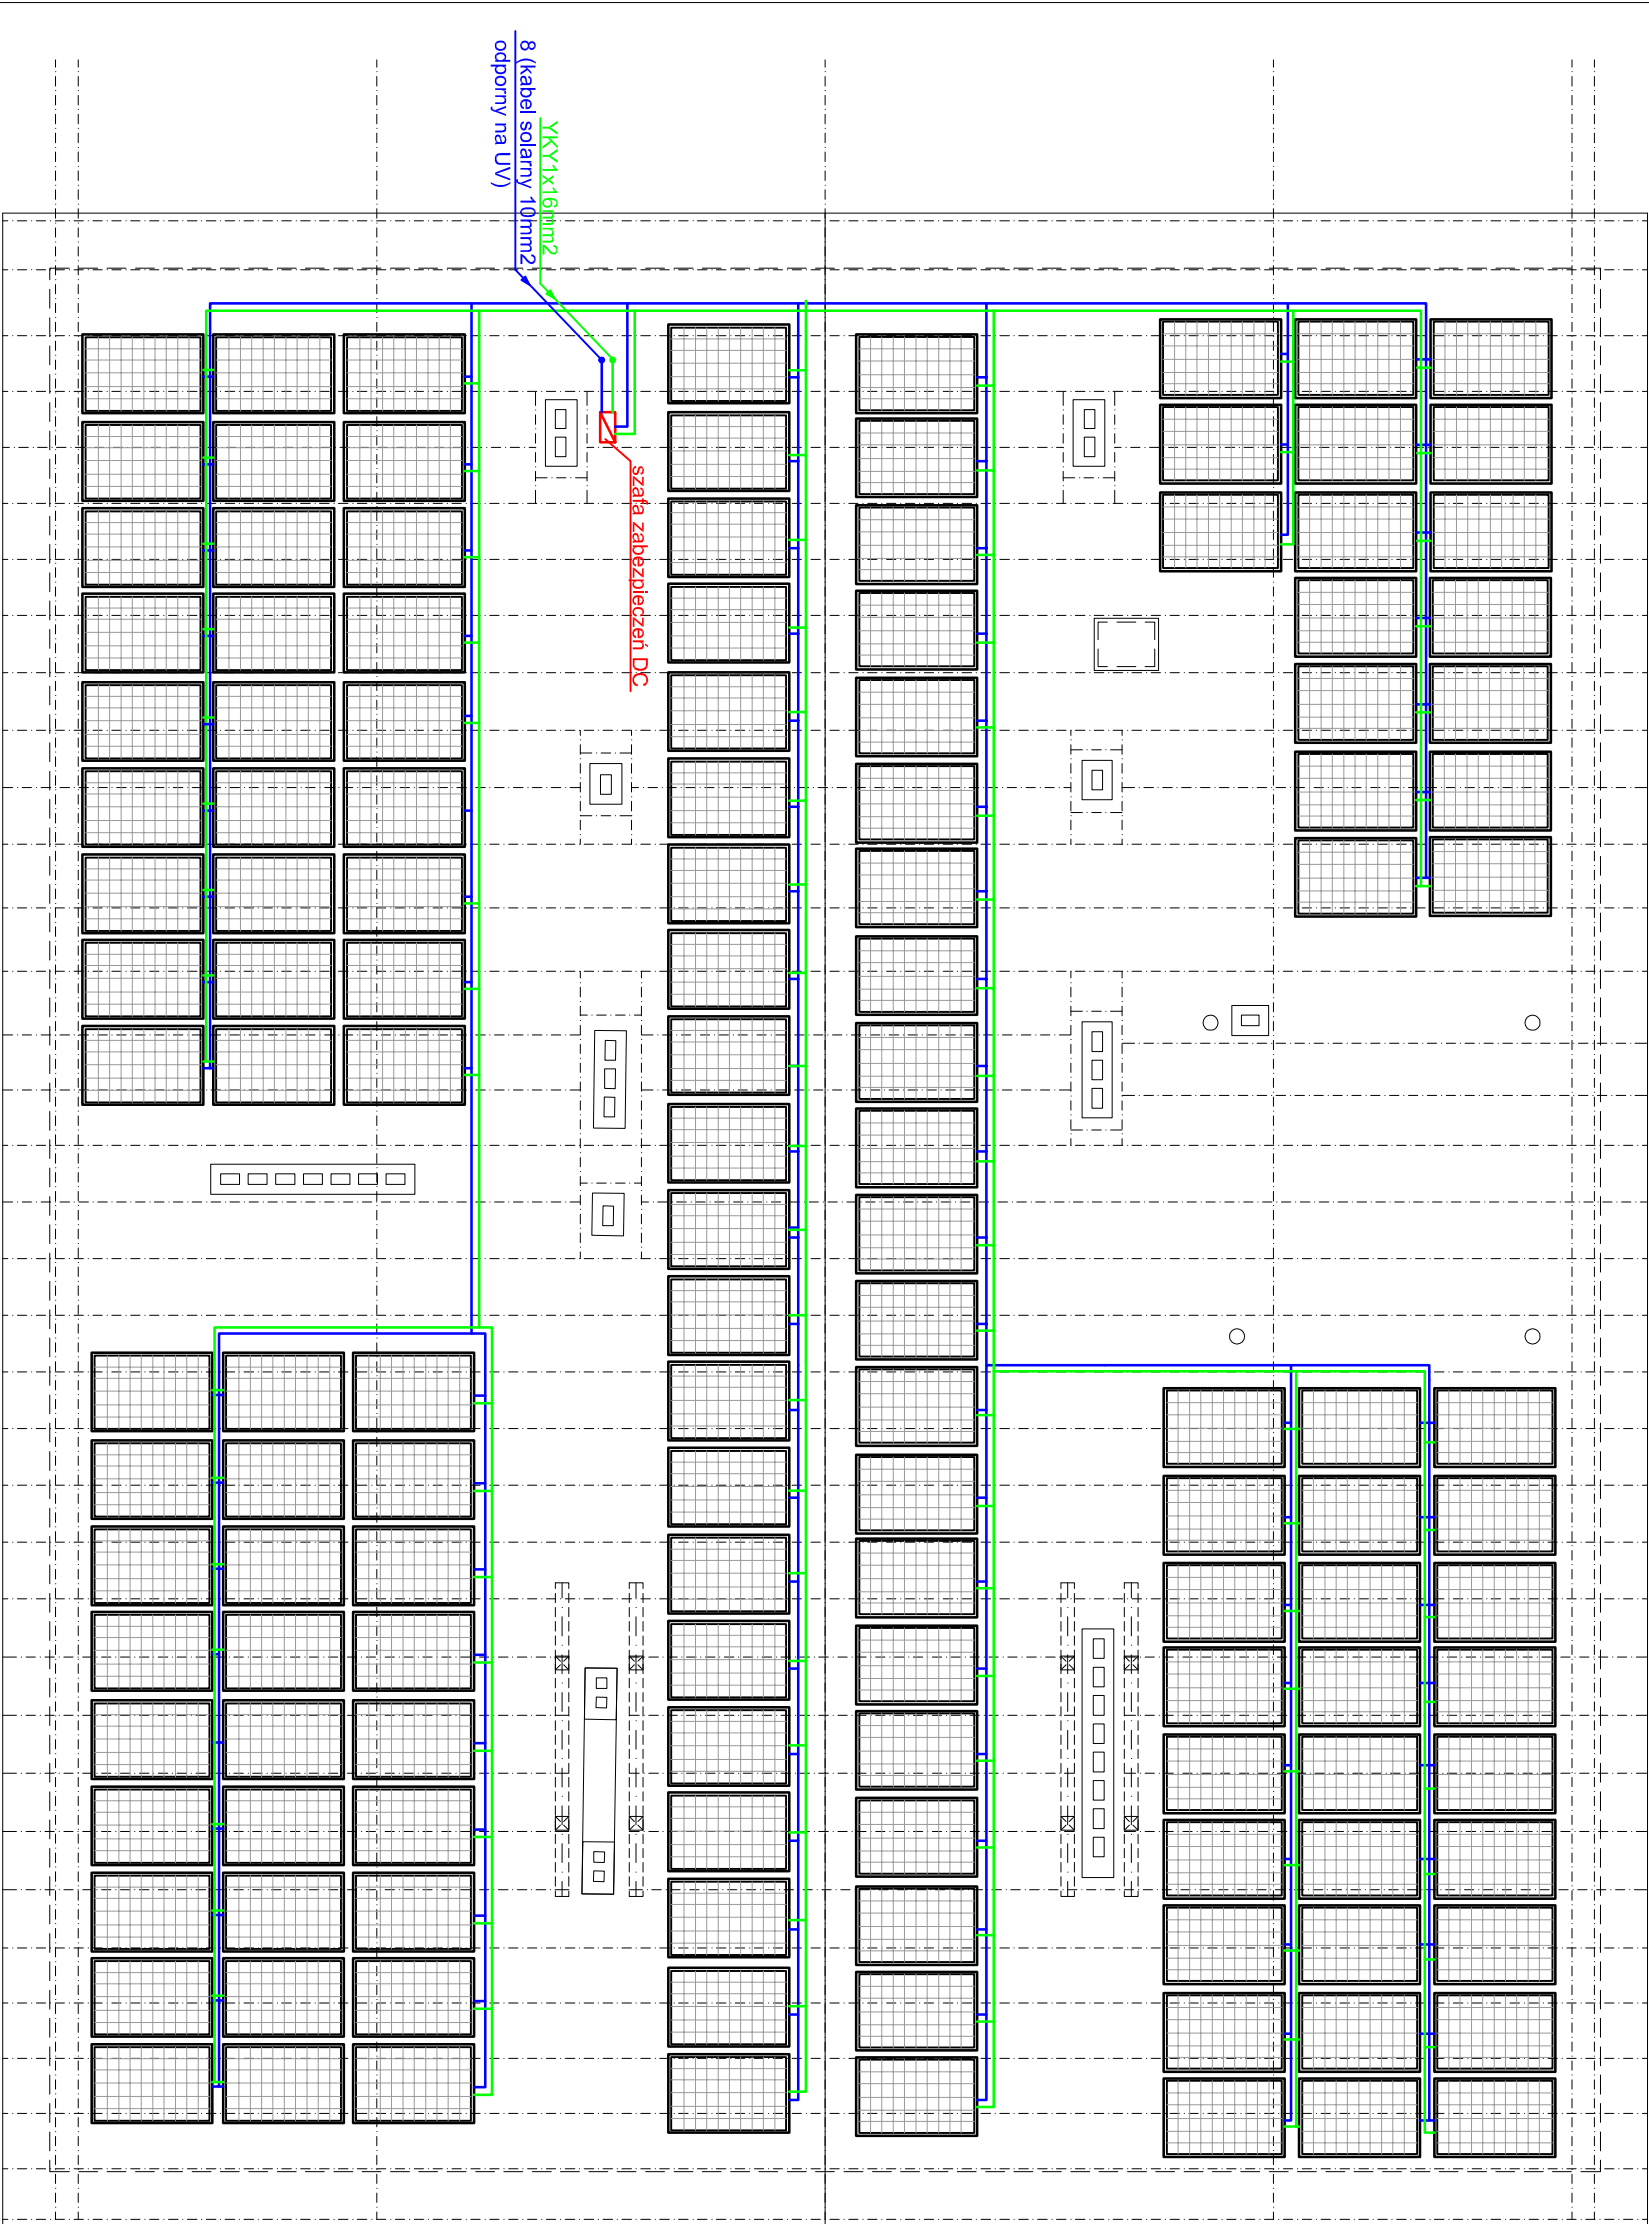 8 (kabel solarny 10mm2
odporny na UV)
YKY1x16mm2
szafa zabezpieczeń DC